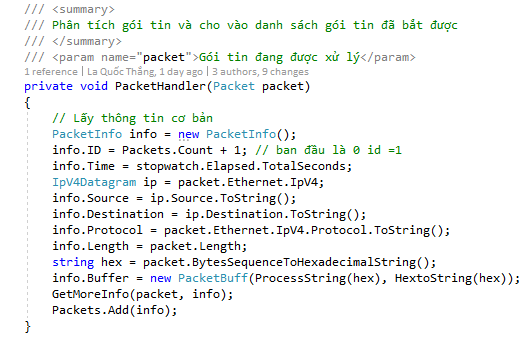 /// <summary>
/// Phân tích gói tin và cho vào danh sách gói tin đã bắt được
/// </summary>
/// <param name="packet">Gói tin đang được xử lý</param>
1 reference | La Quốc Thắng, 1 day ago | 3 authors, 9 changes
private void PacketHandler(Packet packet)
{
// Lấy thông tin cơ bản
PacketInfo info = new PacketInfo();
info.ID = Packets.Count + 1; // ban đầu là 0 id =1
info.Time = stopwatch.Elapsed.TotalSeconds;
IpV4Datagram ip = packet.Ethernet.IpV4;
info.Source = ip.Source.ToString();
info.Destination = ip.Destination.ToString();
info.Protocol = packet.Ethernet.IpV4.Protocol.ToString();
info.Length = packet.Length;
string hex = packet.BytesSequenceToHexadecimalString();
info.Buffer = new PacketBuff(ProcessString(hex), HextoString(hex));
GetMoreInfo(packet, info);
Packets.Add(info);
}